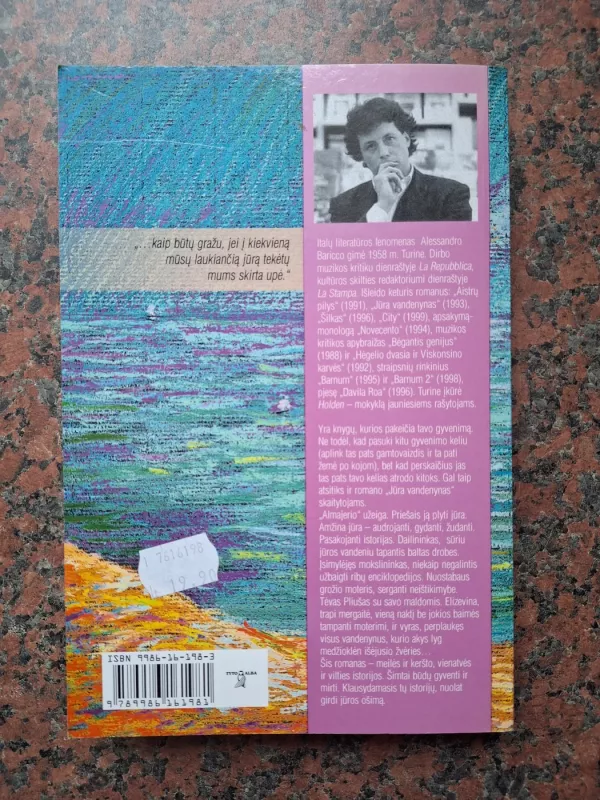 „...kaip būtų gražu, jei į kiekvieną
mūsų laukiančią jūrą tekėtų
mums skirta upė."
Italų literatūros fenomenas Alessandro
Baricco gimė 1958 m. Turine. Dirbo
muzikos kritiku dienraštyje La Repubblica,
kultūros skilties redaktoriumi dienraštyje
La Stampa. Išleido keturis romanus: „Aistrų
pilys" (1991), „Jūra vandenynas" (1993),
„Šilkas" (1996), „City" (1999), apsakymą-
monologą „Novecento" (1994), muzikos
kritikos apybraižas „Bėgantis genijus"
(1988) ir „Hėgelio dvasia ir Viskonsino
karvės" (1992), straipsnių rinkinius
"Barnum" (1995) ir „Barnum 2" (1998),
pjesę „Davila Roa" (1996). Turine įkūrė
Holden – mokyklą jauniesiems rašytojams.
Yra knygų, kurios pakeičia tavo gyvenimą.
Ne todėl, kad pasuki kitu gyvenimo keliu
(aplink tas pats gamtovaizdis ir ta pati
žemė po kojom), bet kad perskaičius jas
tas pats tavo kelias atrodo kitoks. Gal taip
atsitiks ir romano „Jūra vandenynas"
skaitytojams.
„Almajerio" užeiga. Priešais ją plyti jūra.
Amžina jūra – audrojanti, gydanti, žudanti.
Pasakojanti istorijas. Dailininkas, sūriu
jūros vandeniu tapantis baltas drobes.
Įsimylėjęs mokslininkas, niekaip negalintis
užbaigti ribų enciklopedijos. Nuostabaus
grožio moteris, serganti neištikimybe.
Tėvas Pliušas su savo maldomis. Elizevina,
trapi mergaitė, vieną naktį be jokios baimės
tampanti moterimi, ir vyras, perplaukęs
visus vandenynus, kurio akys lyg
medžioklėn išėjusio žvėries...
Šis romanas – meilės ir keršto, vienatvės
ir vilties istorijos. Šimtai būdų gyventi ir
mirti. Klausydamasis tų istorijų, nuolat
girdi jūros ošimą.
1 7614198
19.90
ISBN 9986-16-198-3
TYTO ALBA
9 789986 161981